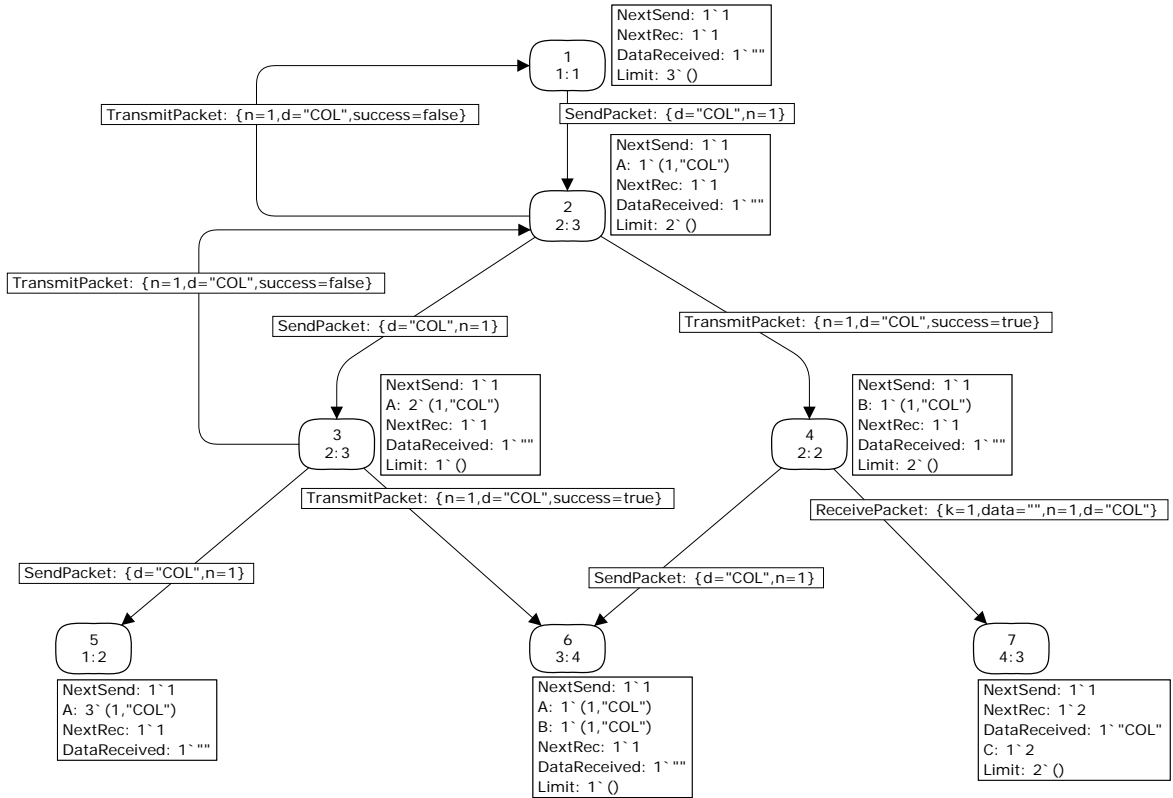 NextSend: 1`1
NextRec: 1`1
DataReceived: 1`""
Limit: 3`()
1
1:1
TransmitPacket: {n=1,d="COL",success=false}
SendPacket: {d="COL",n=1}
NextSend: 1`1
A: 1`(1,"COL")
NextRec: 1`1
DataReceived: 1`""
Limit: 2`()
2
2:3
TransmitPacket: {n=1,d="COL",success=false}
SendPacket: {d="COL",n=1}
TransmitPacket: {n=1,d="COL",success=true}
3
2:3
NextSend: 1`1
A: 2`(1,"COL")
NextRec: 1`1
DataReceived: 1`""
Limit: 1`()
4
2:2
NextSend: 1`1
B: 1`(1,"COL")
NextRec: 1`1
DataReceived: 1`""
Limit: 2`()
TransmitPacket: {n=1,d="COL",success=true}
ReceivePacket: {k=1,data="",n=1,d="COL"}
SendPacket: {d="COL",n=1}
SendPacket: {d="COL",n=1}
5
1:2
NextSend: 1`1
A: 3`(1,"COL")
NextRec: 1`1
DataReceived: 1`""
6
3:4
NextSend: 1`1
A: 1`(1,"COL")
B: 1`(1,"COL")
NextRec: 1`1
DataReceived: 1`""
Limit: 1`()
7
4:3
NextSend: 1`1
NextRec: 1`2
DataReceived: 1`"COL"
C: 1`2
Limit: 2`()